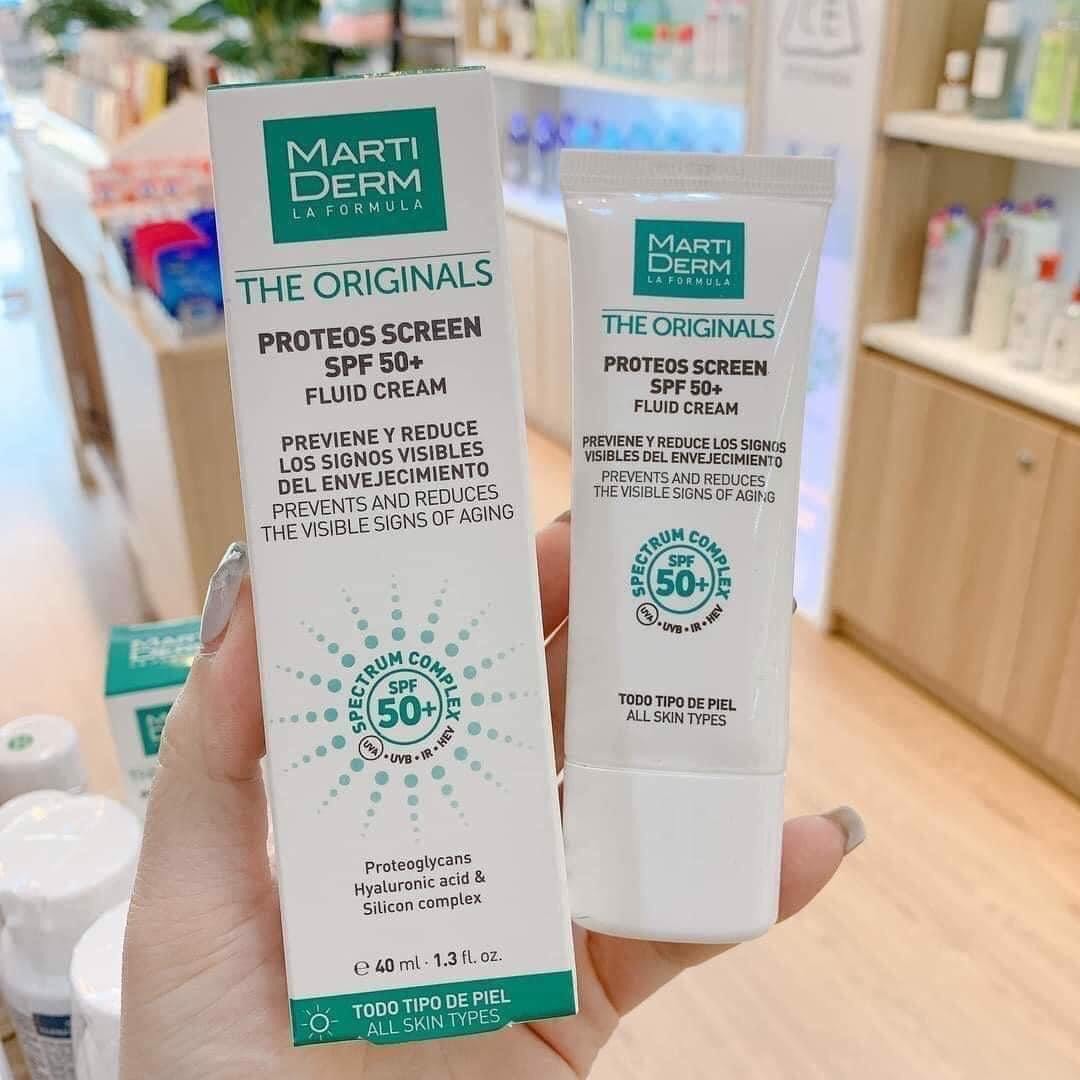 MARTI
DERM
LA FORMULA
THE ORIGINALS
PROTEOS SCREEN
SPF 50+
FLUID CREAM
PREVIENE Y REDUCE
LOS SIGNOS VISIBLES
DEL ENVEJECIMIENTO
PREVENTS AND REDUCES
THE VISIBLE SIGNS OF AGING
SPECTRUM COMPLEX
SPF
50+
UVA • UVB • IR • HEV
Proteoglycans
Hyaluronic acid &
Silicon complex
e 40 ml · 1.3 fl. oz.
TODO TIPO DE PIEL
ALL SKIN TYPES
MARTI
DERM
LA FORMULA
THE ORIGINALS
PROTEOS SCREEN
SPF 50+
FLUID CREAM
PREVIENE Y REDUCE LOS SIGNOS
VISIBLES DEL ENVEJECIMIENTO
PREVENTS AND REDUCES
THE VISIBLE SIGNS OF AGING
SPECTRUM COMPLEX
SPF
50+
UVA • UVB • IR • HEV
TODO TIPO DE PIEL
ALL SKIN TYPES